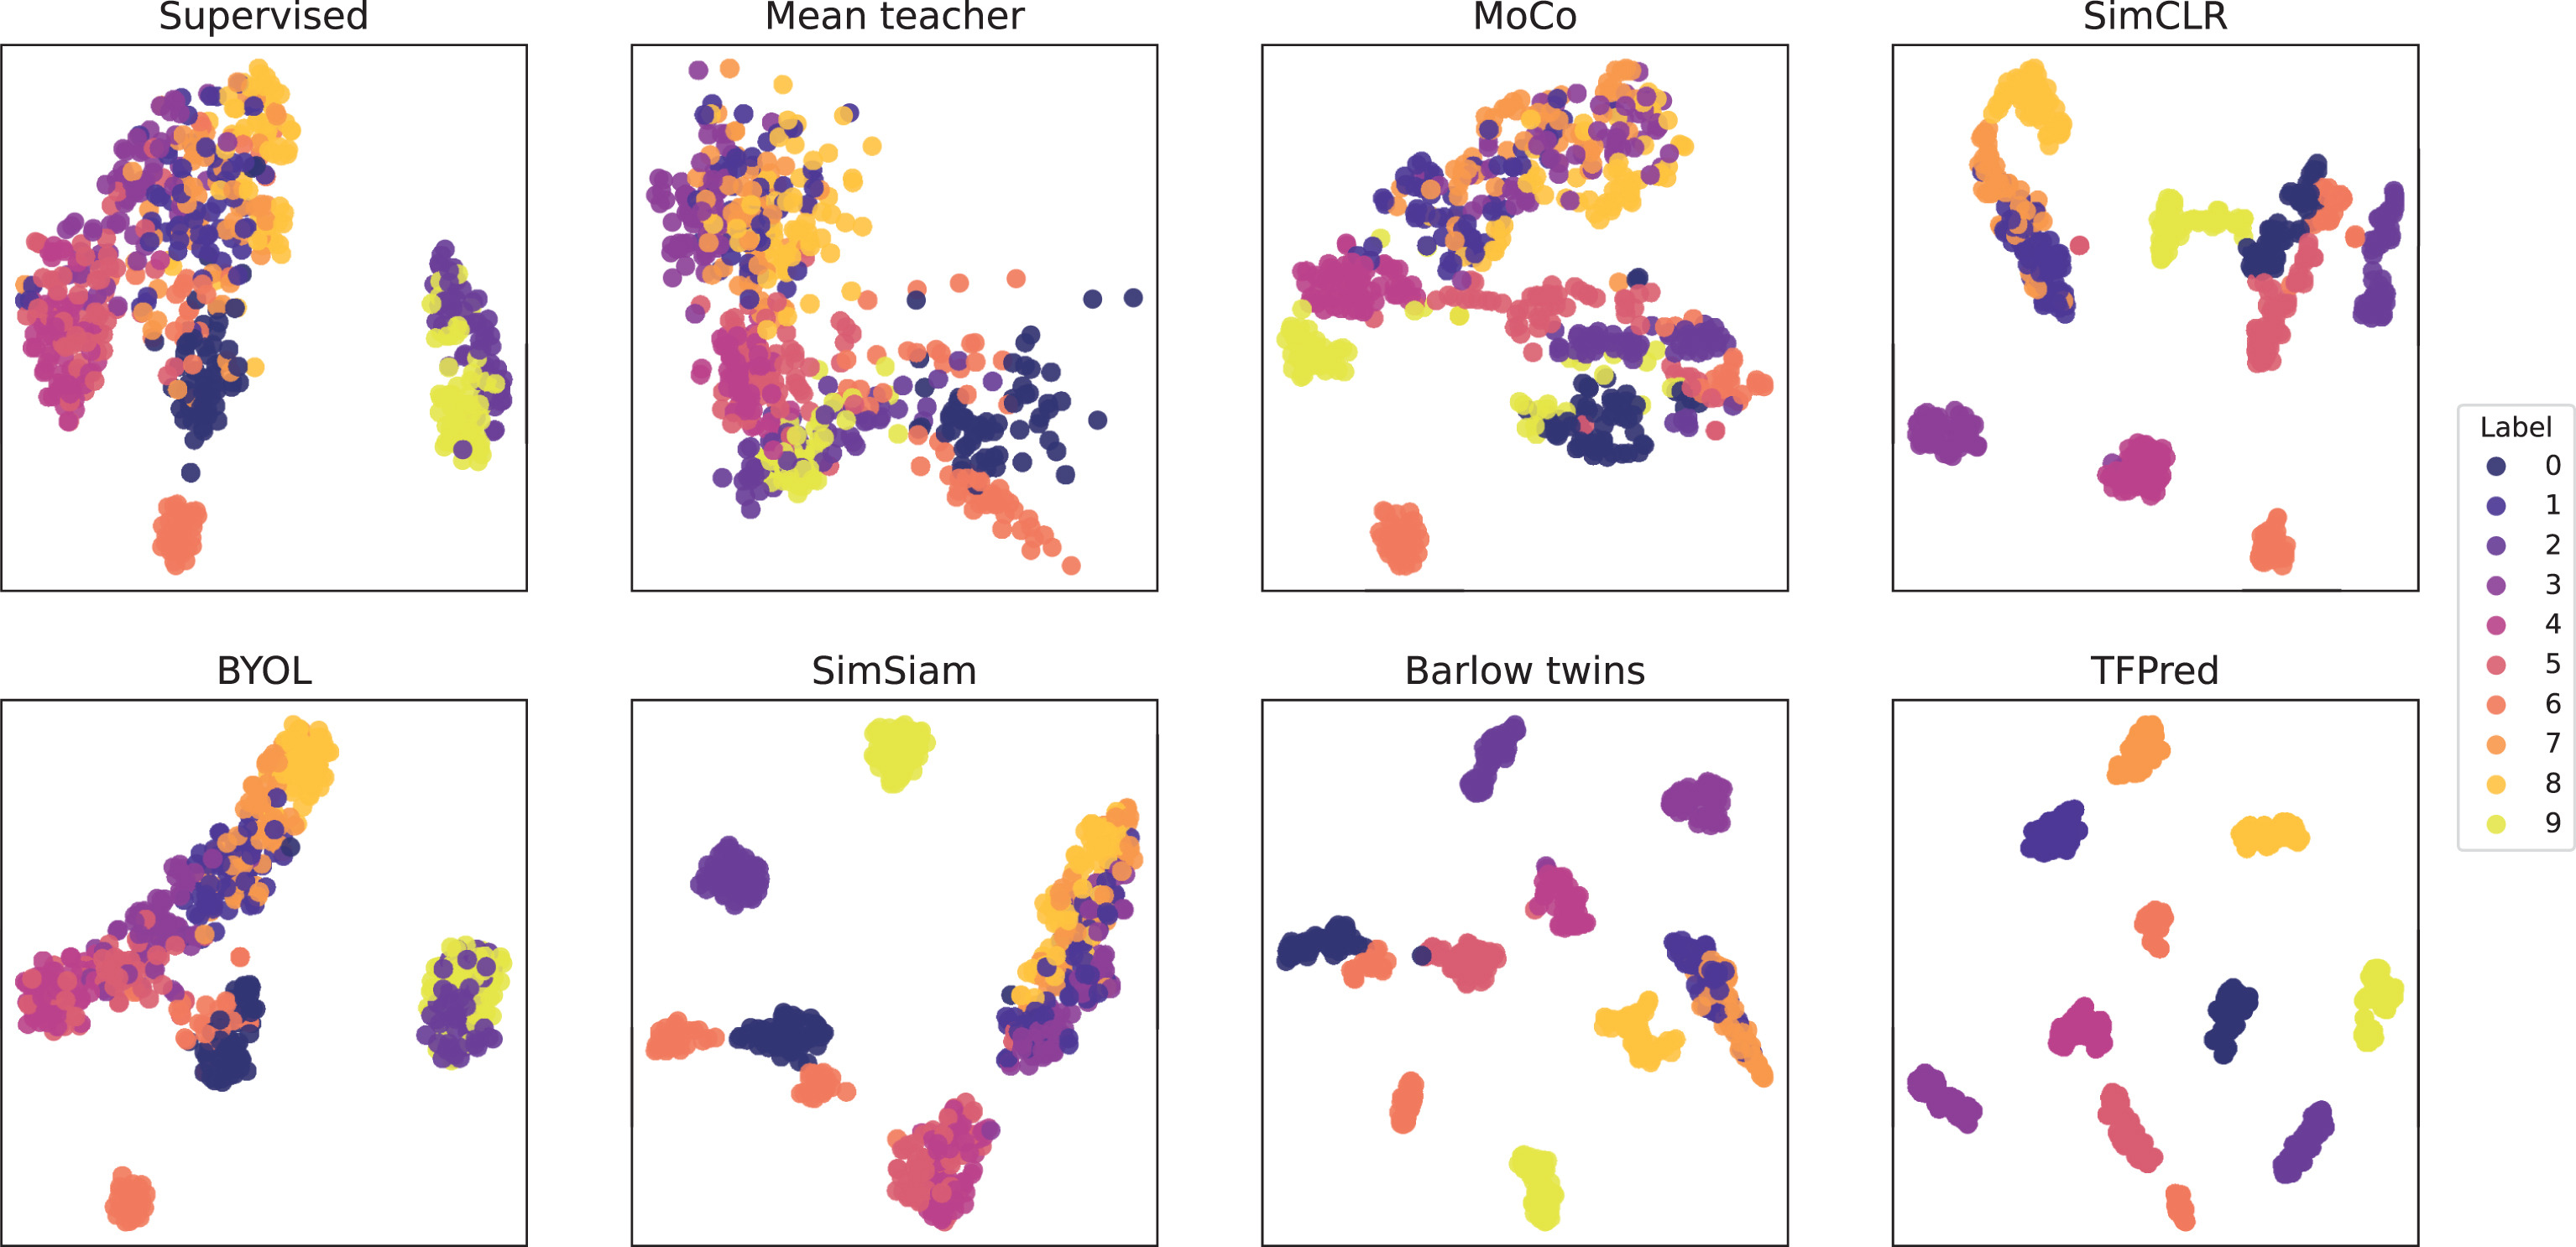 Supervised
Mean teacher
MoCo
SimCLR
BYOL
SimSiam
Barlow twins
TFPred
Label
0
1
2
3
4
5
6
7
8
9